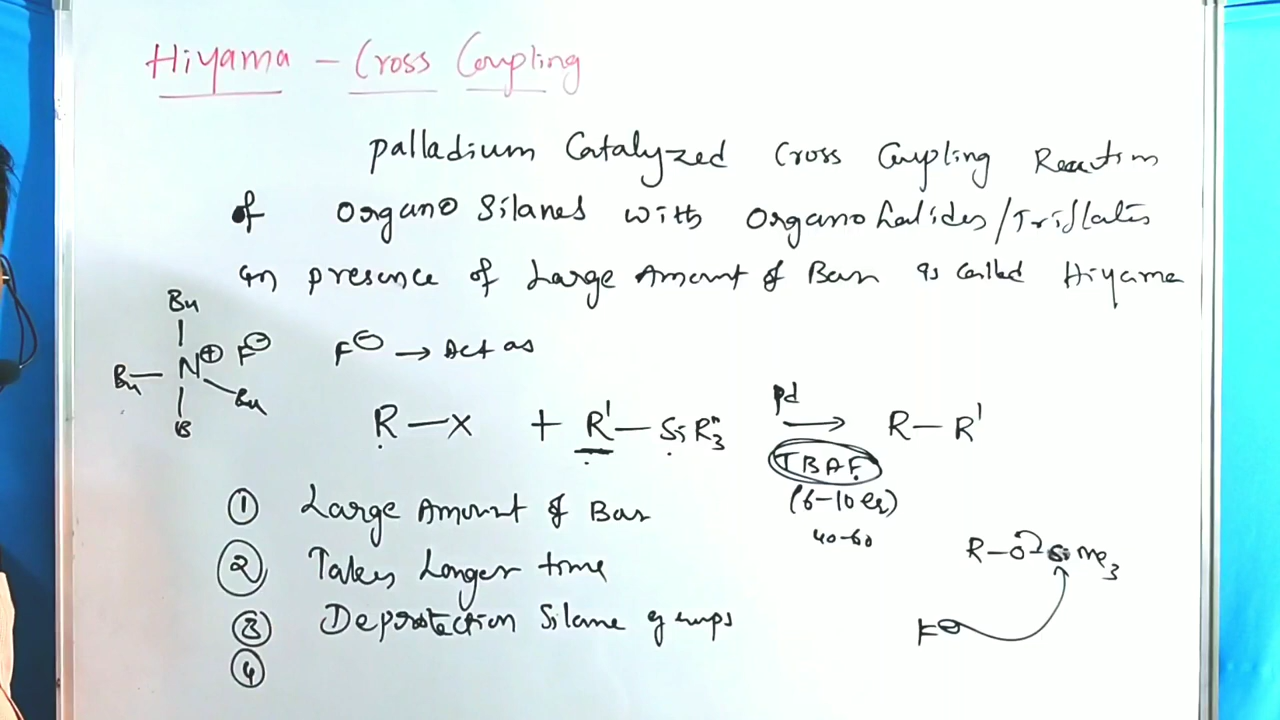 Hiyama - Cross Coupling
palladium Catalyzed Cross Coupling Reaction
of Organo Silanes with Organo halides/Triflates
in presence of Large Amount of Base is called Hiyama
Bu
Bu—N⊕ F⊖
Bu
B
F⊖ → Act as
R—X + R'—SiR"3 Pd → R—R'
TBAF
(6-10 eq)
40-60
① Large Amount of Base
② Takes Longer time
③ Deprotection Silane groups
④
R—O—SiMe3
F⊖